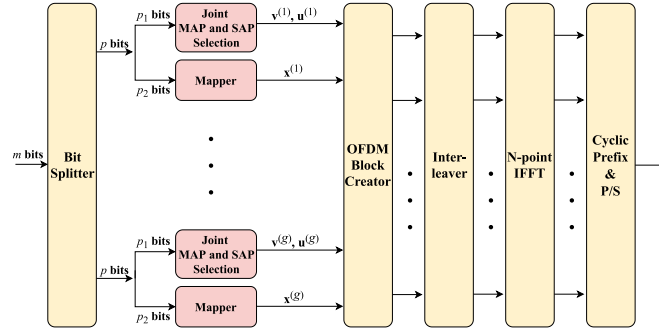 p₁ bits
Joint
MAP and SAP
Selection
v⁽¹⁾, u⁽¹⁾
p bits
p₂ bits
Mapper
x⁽¹⁾
m bits
Bit
Splitter
OFDM
Block
Creator
Inter-
leaver
N-point
IFFT
Cyclic
Prefix
&
P/S
p₁ bits
Joint
MAP and SAP
Selection
v⁽ᵍ⁾, u⁽ᵍ⁾
p bits
p₂ bits
Mapper
x⁽ᵍ⁾